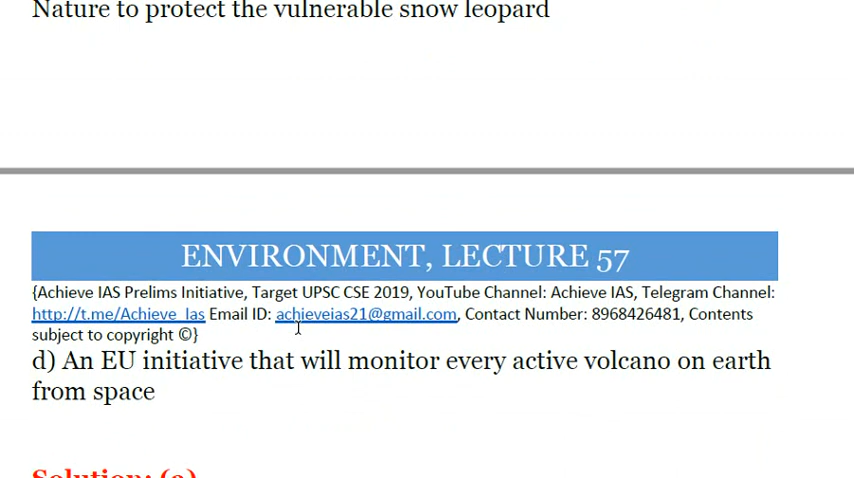 Nature to protect the vulnerable snow leopard
ENVIRONMENT, LECTURE 57
{Achieve IAS Prelims Initiative, Target UPSC CSE 2019, YouTube Channel: Achieve IAS, Telegram Channel:
http://t.me/Achieve_Ias Email ID: achieveias21@gmail.com, Contact Number: 8968426481, Contents
subject to copyright ©}
d) An EU initiative that will monitor every active volcano on earth
from space
Solution: (a)